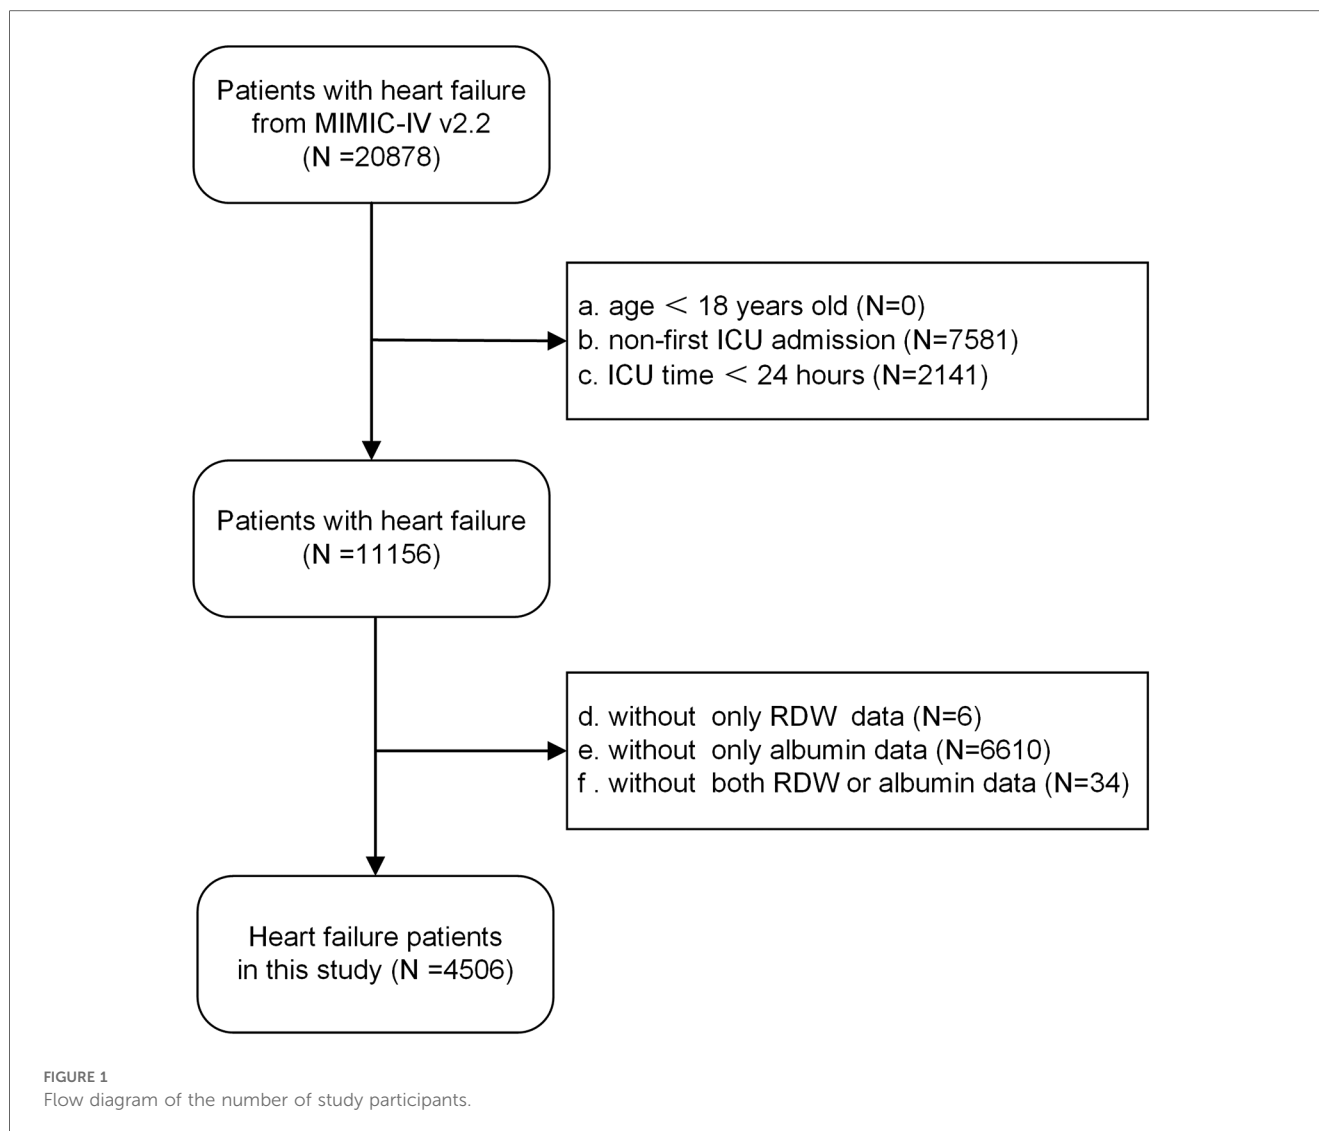 Patients with heart failure
from MIMIC-IV v2.2
(N =20878)
a. age < 18 years old (N=0)
b. non-first ICU admission (N=7581)
c. ICU time < 24 hours (N=2141)
Patients with heart failure
(N =11156)
d. without only RDW data (N=6)
e. without only albumin data (N=6610)
f . without both RDW or albumin data (N=34)
Heart failure patients
in this study (N =4506)
FIGURE 1
Flow diagram of the number of study participants.